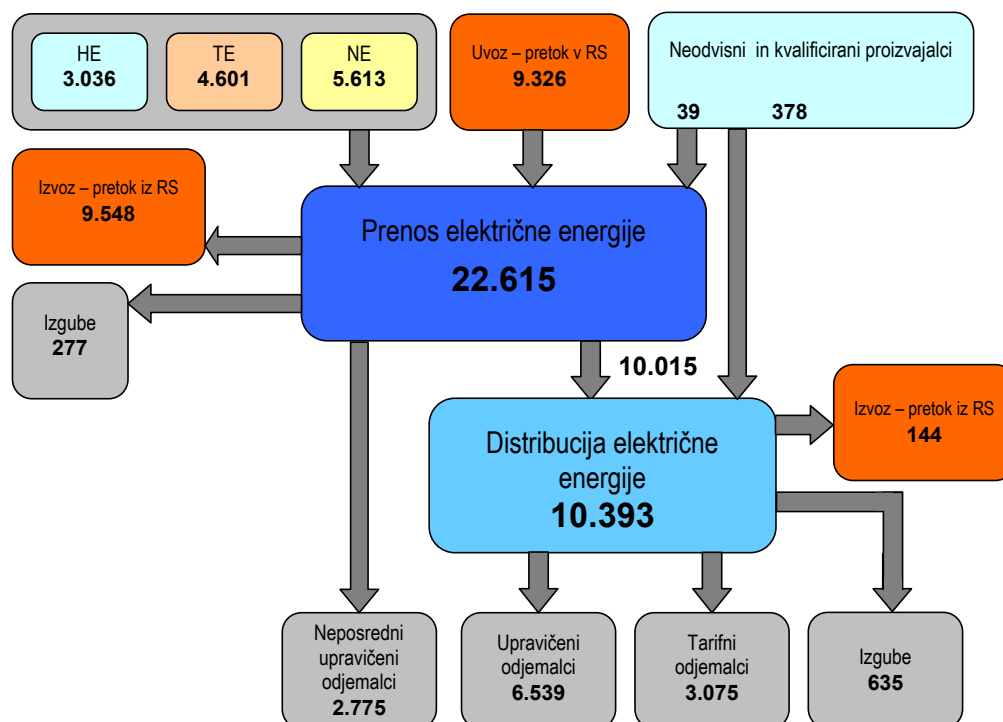 HE
3.036
TE
4.601
NE
5.613
Uvoz – pretok v RS
9.326
Neodvisni in kvalificirani proizvajalci
39
378
Izvoz – pretok iz RS
9.548
Prenos električne energije
22.615
Izgube
277
10.015
Izvoz – pretok iz RS
144
Distribucija električne
energije
10.393
Neposredni
upravičeni
odjemalci
2.775
Upravičeni
odjemalci
6.539
Tarifni
odjemalci
3.075
Izgube
635